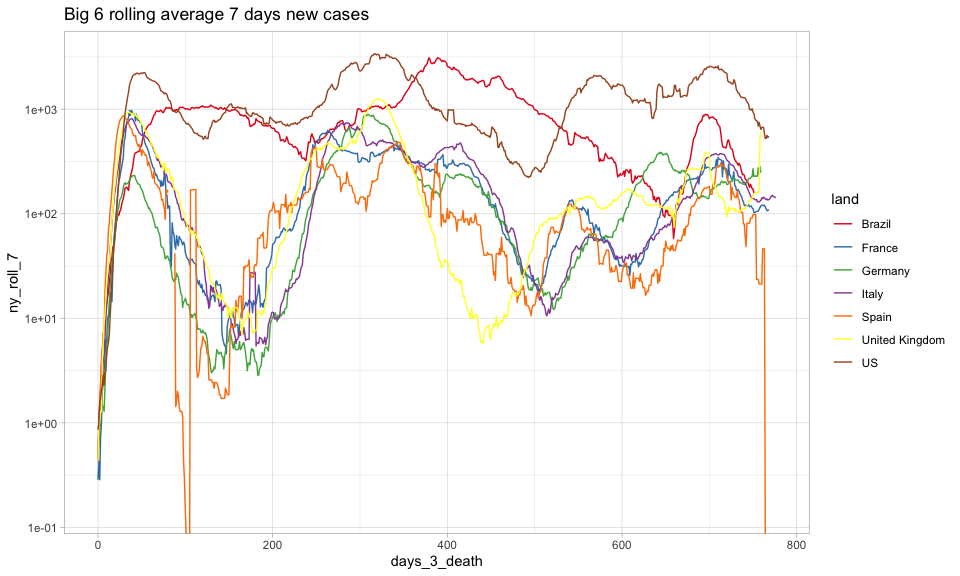 Big 6 rolling average 7 days new cases
ny_roll_7
1e+03
1e+02
1e+01
1e+00
1e-01
0 200 400 600 800
days_3_death
land
Brazil
France
Germany
Italy
Spain
United Kingdom
US